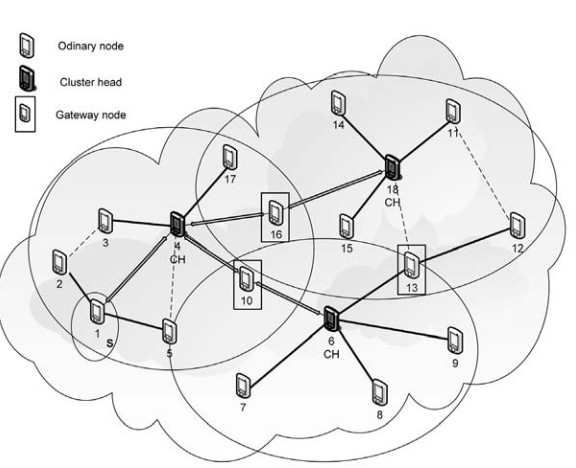 Odinary node
Cluster head
Gateway node
14
11
17
18
CH
16
3
4
CH
15
12
2
10
13
1
S
5
6
CH
9
7
8